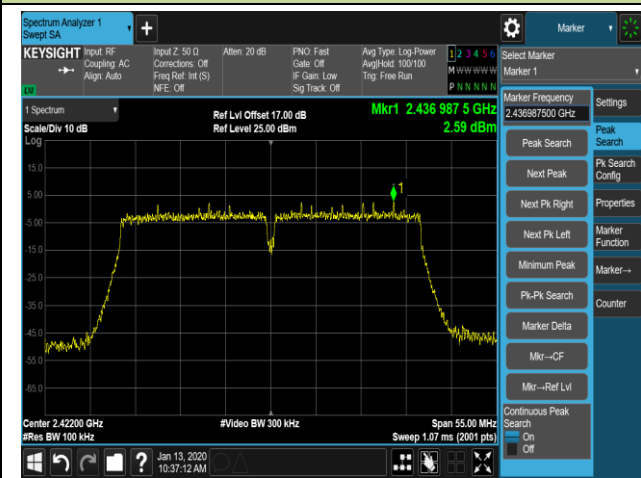 Spectrum Analyzer 1
Swept SA
+
Marker
KEYSIGHT
Input: RF
Coupling: AC
Align: Auto
Input Z: 50 Ω
Corrections: Off
Freq Ref: Int (S)
NFE: Off
Atten: 20 dB
PNO: Fast
Gate: Off
IF Gain: Low
Sig Track: Off
Avg Type: Log-Power
Avg|Hold: 100/100
Trig: Free Run
1 2 3 4 5 6
M W W W W W
P N N N N N
Select Marker
Marker 1
LXI
1 Spectrum
Scale/Div 10 dB
Log
Ref Lvl Offset 17.00 dB
Ref Level 25.00 dBm
Mkr1 2.436 987 5 GHz
2.59 dBm
15.0
5.00
-5.00
-15.0
-25.0
-35.0
-45.0
-55.0
-65.0
1
Center 2.42200 GHz
#Res BW 100 kHz
#Video BW 300 kHz
Span 55.00 MHz
Sweep 1.07 ms (2001 pts)
Marker Frequency
2.436987500 GHz
Peak Search
Next Peak
Next Pk Right
Next Pk Left
Minimum Peak
Pk-Pk Search
Marker Delta
Mkr→CF
Mkr→Ref Lvl
Continuous Peak
Search
On
Off
Settings
Peak
Search
Pk Search
Config
Properties
Marker
Function
Marker→
Counter
?
Jan 13, 2020
10:37:12 AM